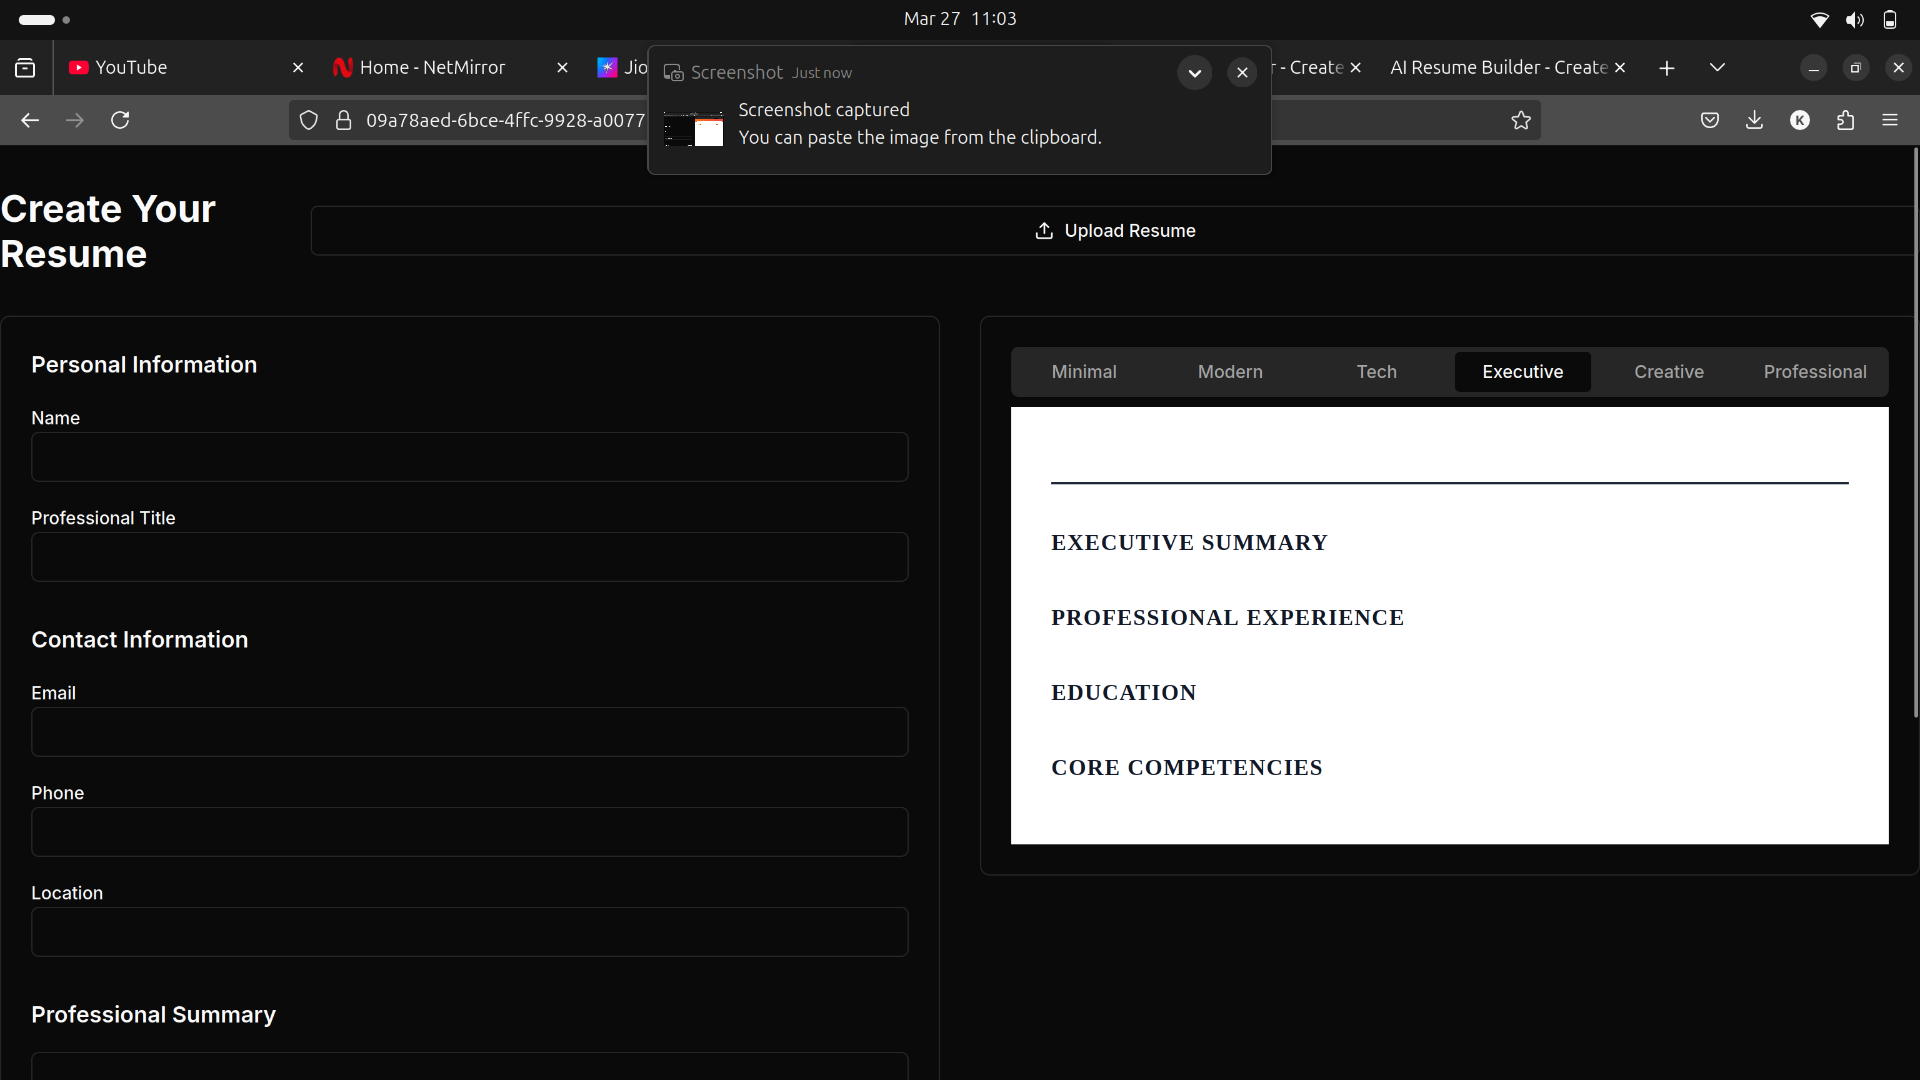 Mar 27 11:03
YouTube
Home - NetMirror
Jio
r - Create
AI Resume Builder - Create
Screenshot Just now
Screenshot captured
You can paste the image from the clipboard.
09a78aed-6bce-4ffc-9928-a0077
K
Create Your
Resume
Upload Resume
Personal Information
Name
Professional Title
Contact Information
Email
Phone
Location
Professional Summary
Minimal Modern Tech Executive Creative Professional
EXECUTIVE SUMMARY
PROFESSIONAL EXPERIENCE
EDUCATION
CORE COMPETENCIES